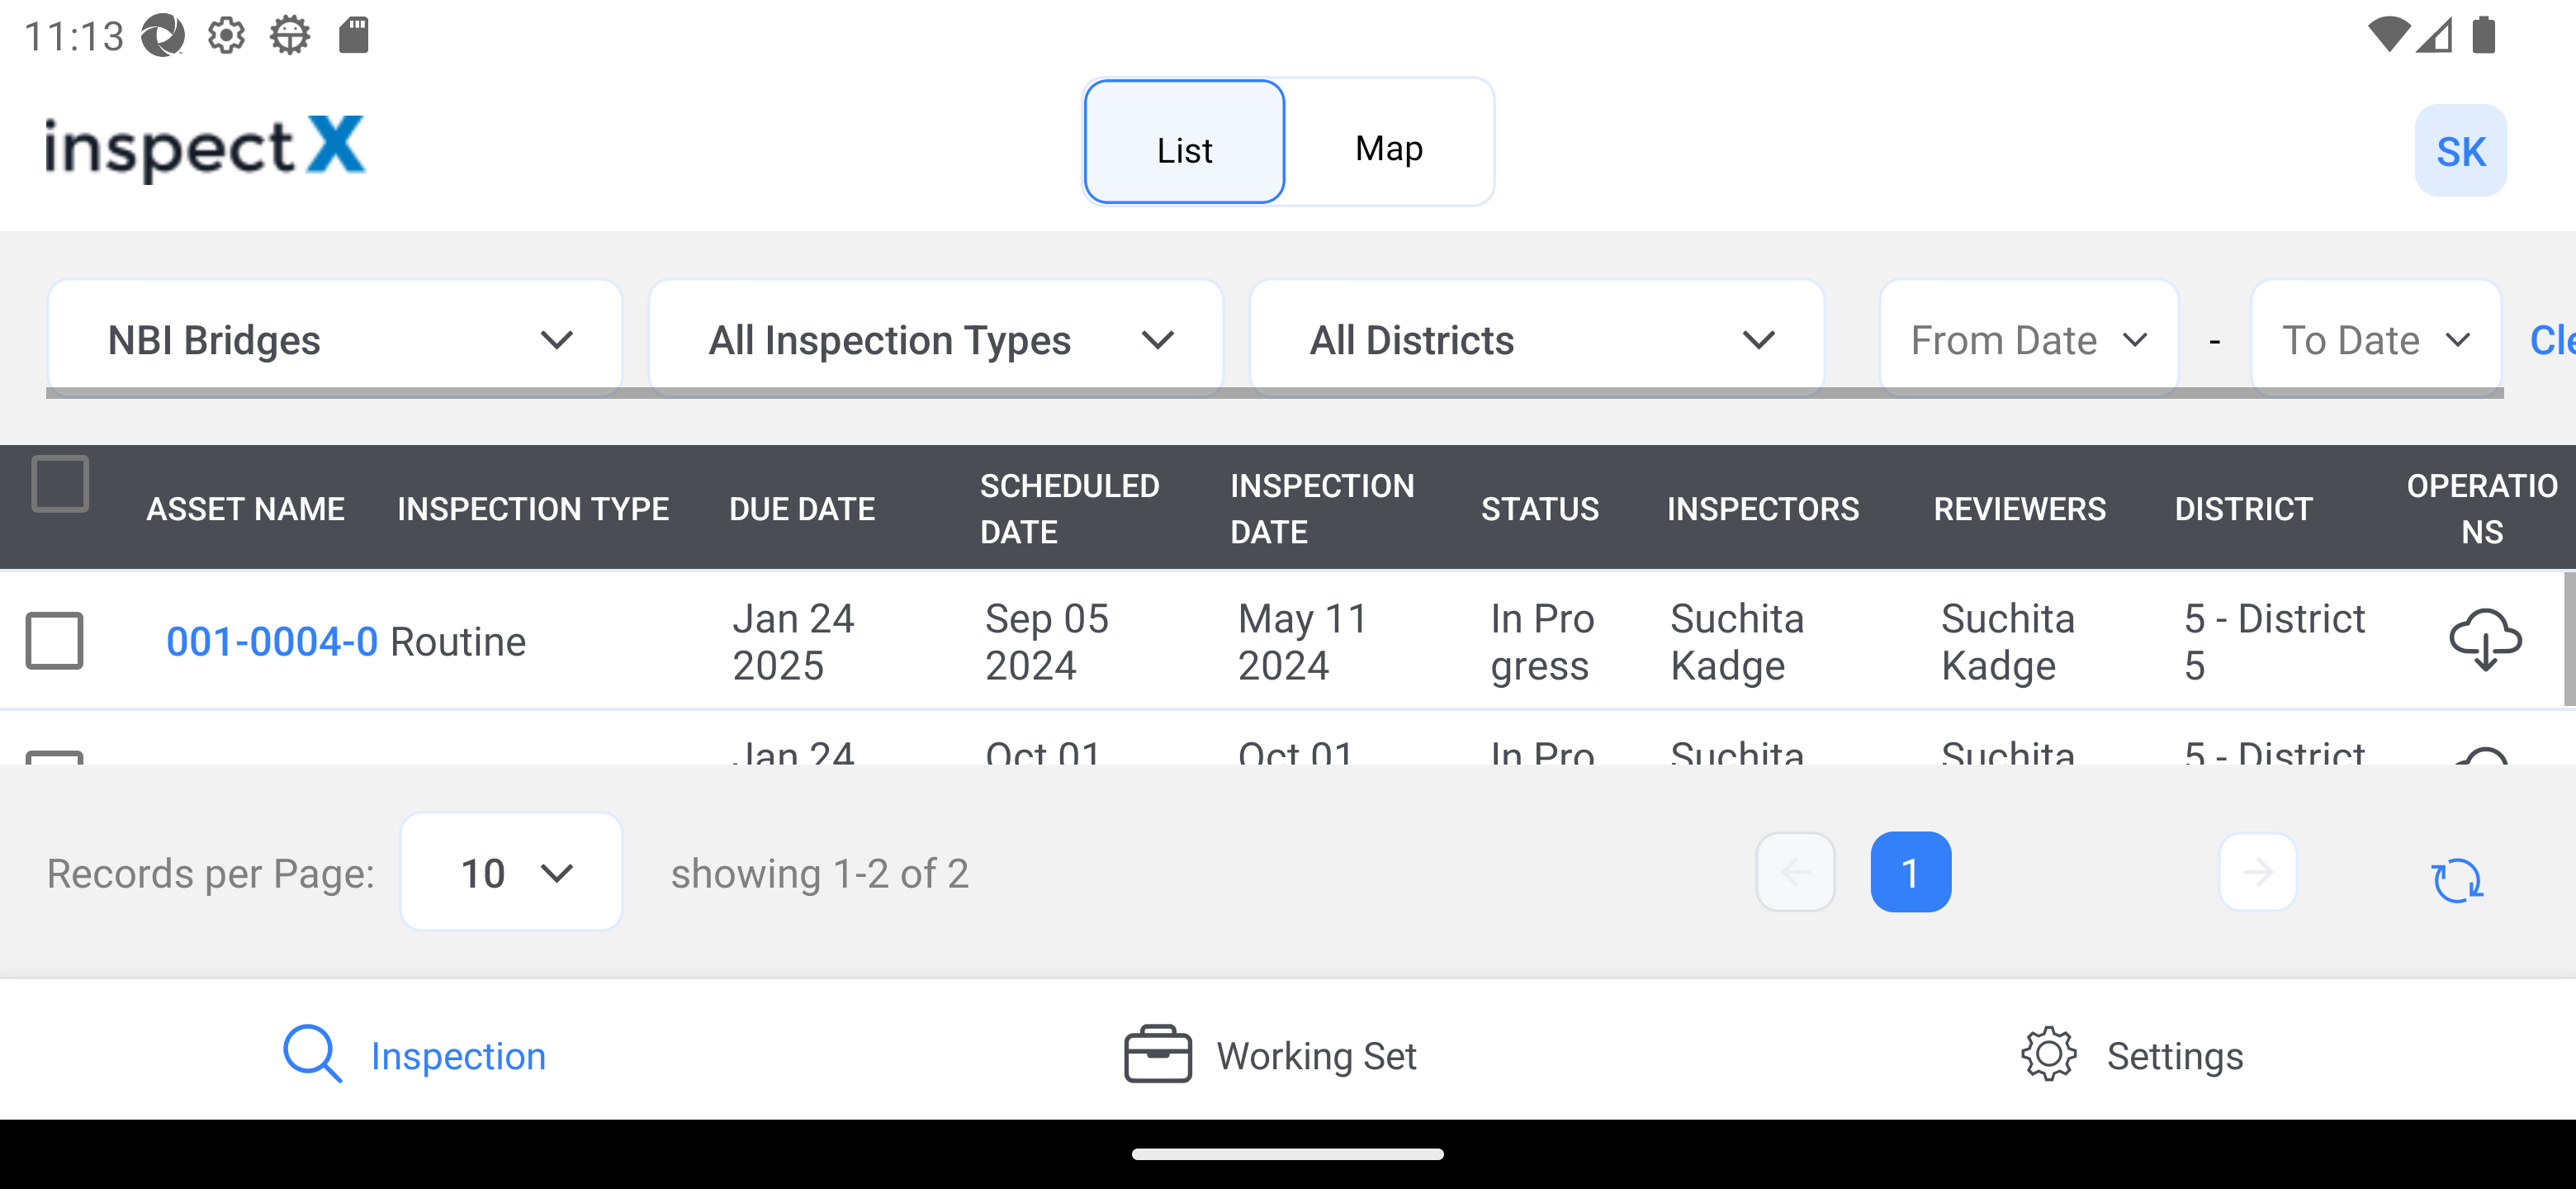 11:13
inspectX
List
Map
SK
NBI Bridges
All Inspection Types
All Districts
From Date
-
To Date
Cle
ASSET NAME
INSPECTION TYPE
DUE DATE
SCHEDULED
DATE
INSPECTION
DATE
STATUS
INSPECTORS
REVIEWERS
DISTRICT
OPERATIO
NS
001-0004-0
Routine
Jan 24
2025
Sep 05
2024
May 11
2024
In Pro
gress
Suchita
Kadge
Suchita
Kadge
5 - District
5
Jan 24
Oct 01
Oct 01
In Pro
Suchita
Suchita
5 - District
Records per Page:
10
showing 1-2 of 2
1
Inspection
Working Set
Settings